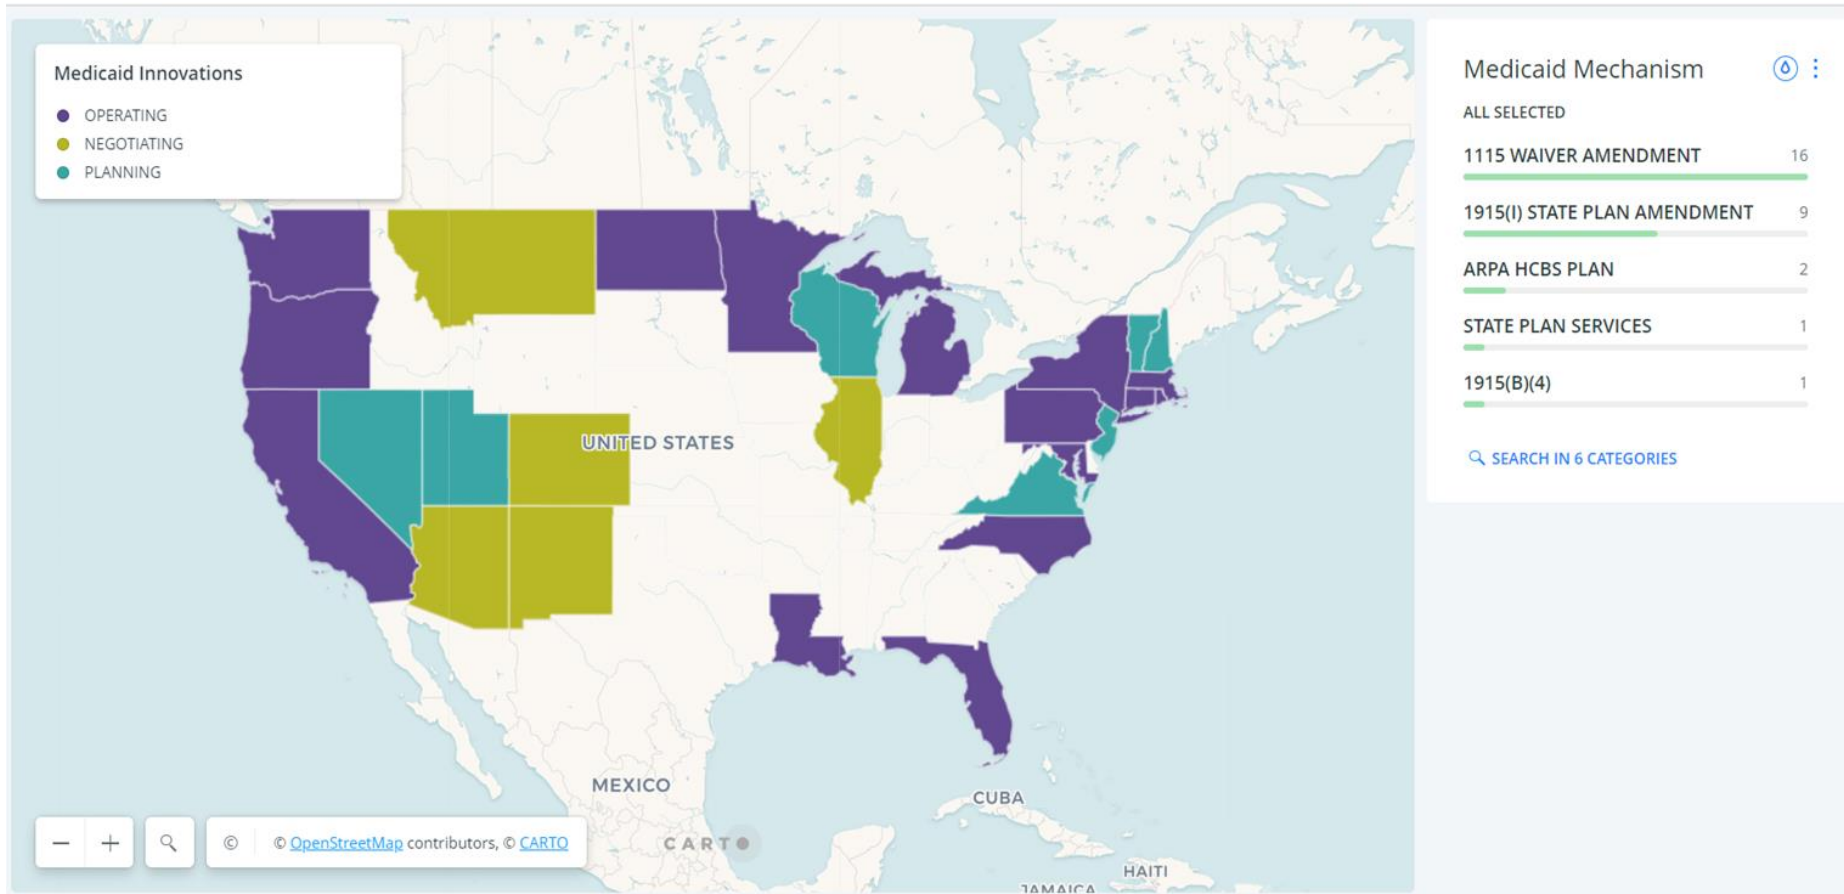 Medicaid Innovations
OPERATING
NEGOTIATING
PLANNING
UNITED STATES
MEXICO
CUBA
HAITI
JAMAICA
© © OpenStreetMap contributors, © CARTO
CARTO
Medicaid Mechanism
ALL SELECTED
1115 WAIVER AMENDMENT 16
1915(I) STATE PLAN AMENDMENT 9
ARPA HCBS PLAN 2
STATE PLAN SERVICES 1
1915(B)(4) 1
SEARCH IN 6 CATEGORIES